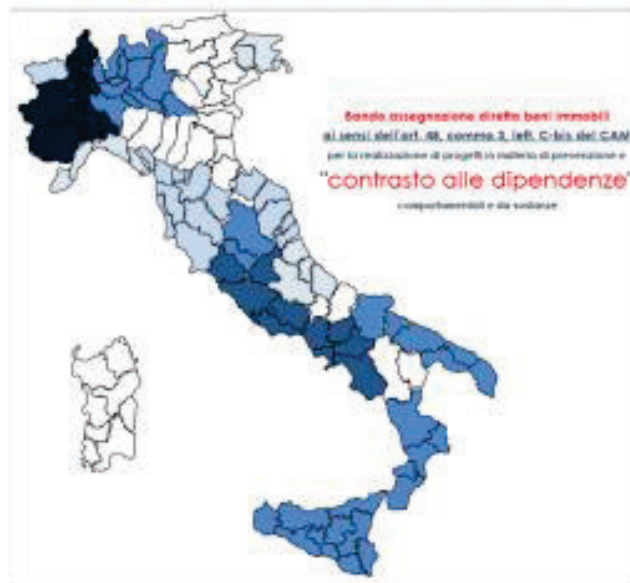 Bando assegnazione diretta beni immobili
ai sensi dell'art. 48, comma 3, lett. C-bis del CAM
per la realizzazione di progetti in materia di prevenzione e
"contrasto alle dipendenze"
comportamentali e da sostanze